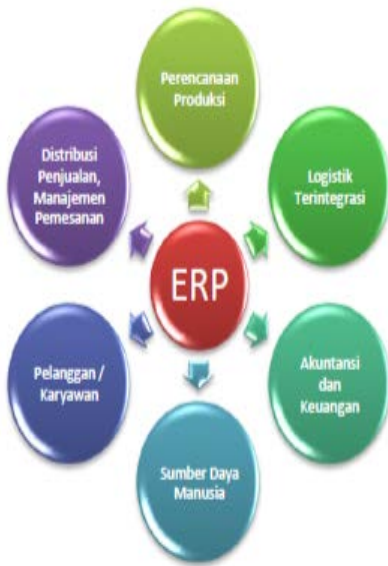 Perencanaan
Produksi
Distribusi
Penjualan,
Manajemen
Pemesanan
Logistik
Terintegrasi
ERP
Pelanggan /
Karyawan
Akuntansi
dan
Keuangan
Sumber Daya
Manusia